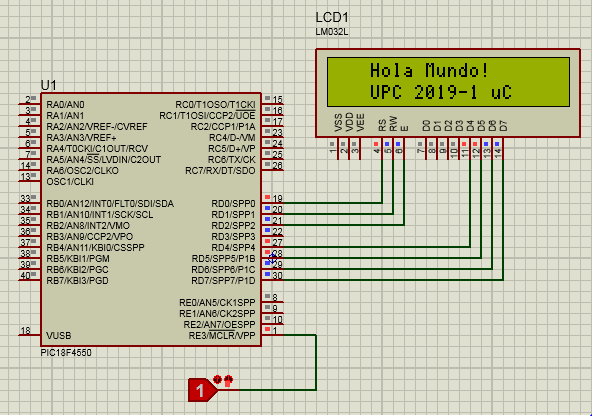 LCD1
LM032L
Hola Mundo!
UPC 2019-1 uC
VSS
VDD
VEE
RS
RW
E
D0
D1
D2
D3
D4
D5
D6
D7
1
2
3
4
5
6
7
8
9
10
11
12
13
14
U1
2 RA0/AN0 RC0/T1OSO/T1CKI 15
3 RA1/AN1 RC1/T1OSI/CCP2/UOE 16
4 RA2/AN2/VREF-/CVREF RC2/CCP1/P1A 17
5 RA3/AN3/VREF+ RC4/D-/VM 23
6 RA4/T0CKI/C1OUT/RCV RC5/D+/VP 24
7 RA5/AN4/SS/LVDIN/C2OUT RC6/TX/CK 25
14 RA6/OSC2/CLKO RC7/RX/DT/SDO 26
13 OSC1/CLKI
33 RB0/AN12/INT0/FLT0/SDI/SDA RD0/SPP0 19
34 RB1/AN10/INT1/SCK/SCL RD1/SPP1 20
35 RB2/AN8/INT2/VMO RD2/SPP2 21
36 RB3/AN9/CCP2/VPO RD3/SPP3 22
37 RB4/AN11/KBI0/CSSPP RD4/SPP4 27
38 RB5/KBI1/PGM RD5/SPP5/P1B 28
39 RB6/KBI2/PGC RD6/SPP6/P1C 29
40 RB7/KBI3/PGD RD7/SPP7/P1D 30
RE0/AN5/CK1SPP 8
RE1/AN6/CK2SPP 9
RE2/AN7/OESPP 10
18 VUSB RE3/MCLR/VPP 1
PIC18F4550
1